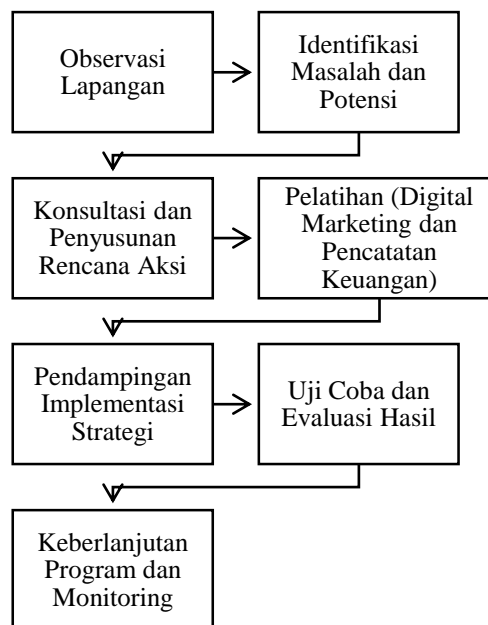 Observasi
Lapangan
Identifikasi
Masalah dan
Potensi
Konsultasi dan
Penyusunan
Rencana Aksi
Pelatihan (Digital
Marketing dan
Pencatatan
Keuangan)
Pendampingan
Implementasi
Strategi
Uji Coba dan
Evaluasi Hasil
Keberlanjutan
Program dan
Monitoring